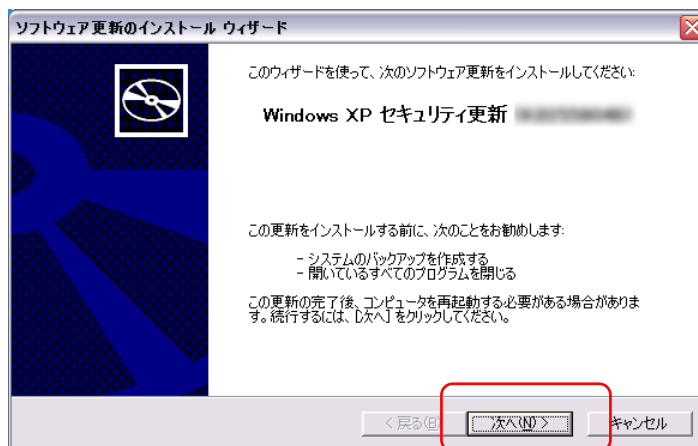 ソフトウェア更新のインストール ウィザード
このウィザードを使って、次のソフトウェア更新をインストールしてください:
Windows XP セキュリティ更新
この更新をインストールする前に、次のことをお勧めします:
- システムのバックアップを作成する
- 開いているすべてのプログラムを閉じる
この更新の完了後、コンピュータを再起動する必要がある場合がありま
す。続行するには、[次へ] をクリックしてください。
< 戻る(B) 次へ(N) > キャンセル